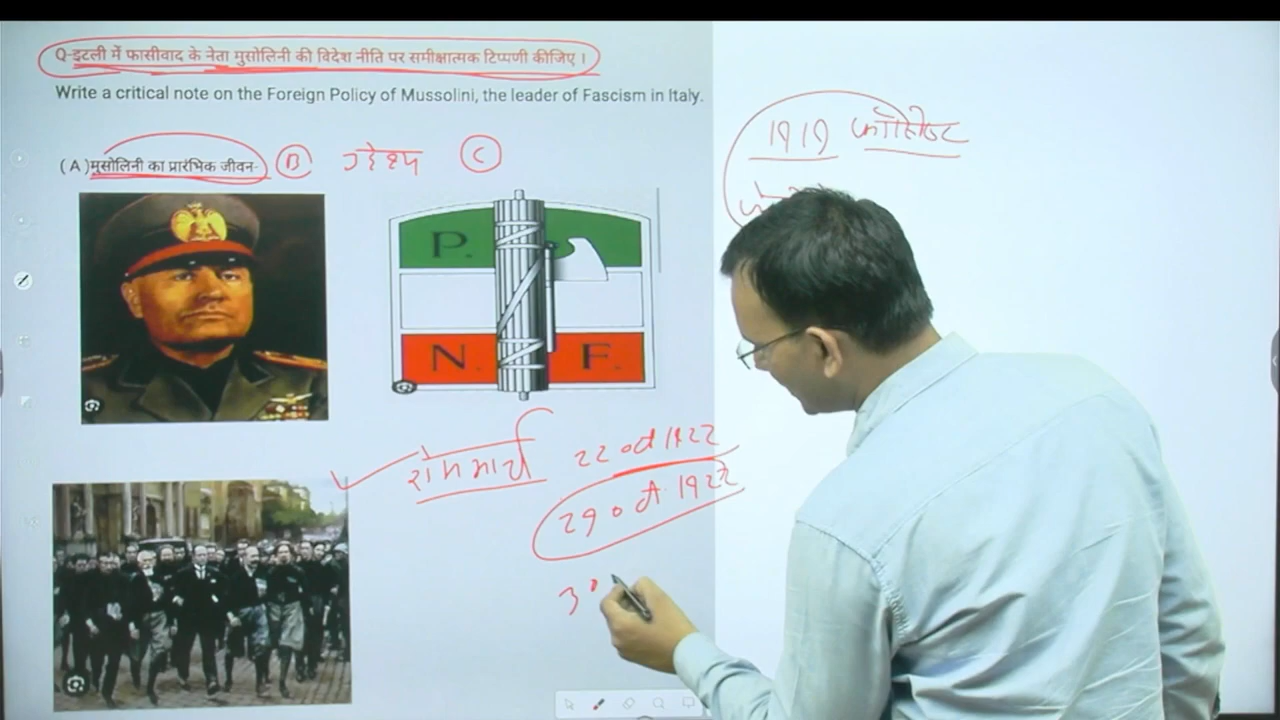 Q-इटली में फासीवाद के नेता मुसोलिनी की विदेश नीति पर समीक्षात्मक टिप्पणी कीजिए ।
Write a critical note on the Foreign Policy of Mussolini, the leader of Fascism in Italy.
(A)मुसोलिनी का प्रारंभिक जीवन- B उद्देश्य C
1919
P.
N. F.
रोम मार्च 22 oct 1922
29 oct 1922
30